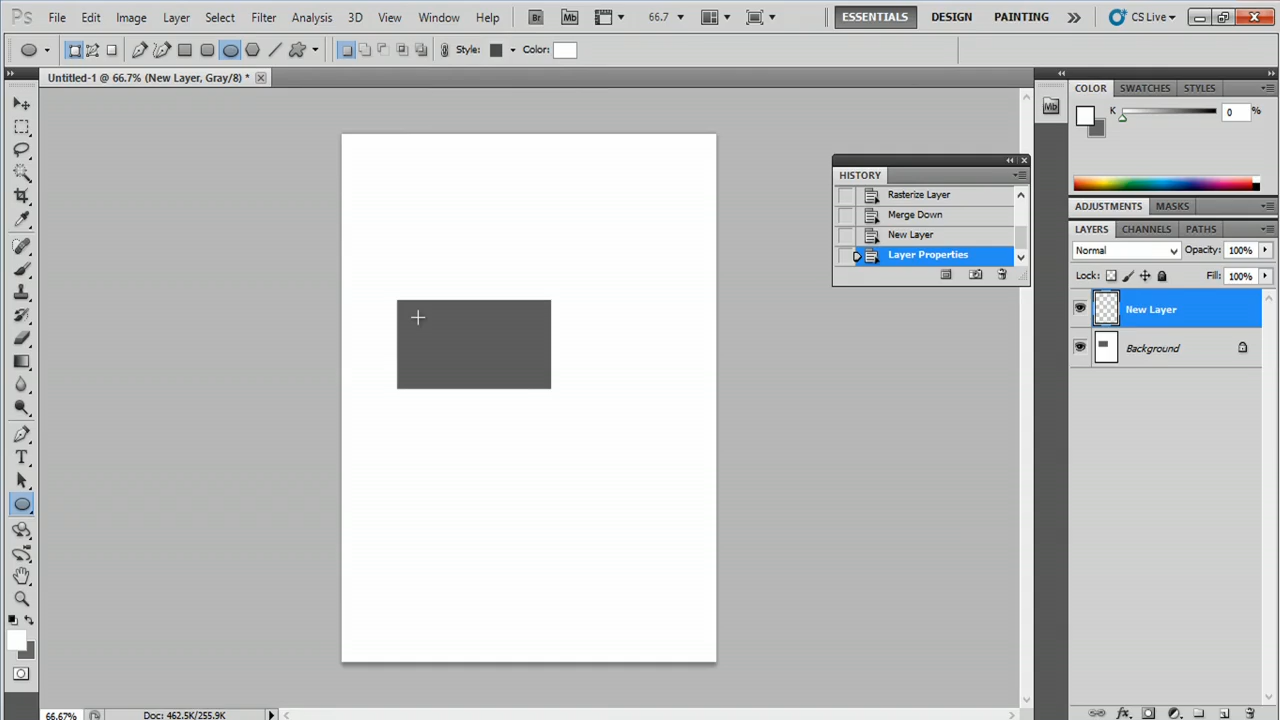 Ps File Edit Image Layer Select Filter Analysis 3D View Window Help Br Mb 66.7 ESSENTIALS DESIGN PAINTING CS Live
Style: Color:
Untitled-1 @ 66.7% (New Layer, Gray/8) *
COLOR SWATCHES STYLES
Mb
K 0 %
HISTORY
Rasterize Layer
Merge Down
New Layer
Layer Properties
ADJUSTMENTS MASKS
LAYERS CHANNELS PATHS
Normal Opacity: 100%
Lock: Fill: 100%
New Layer
Background
T
66.67% Doc: 462.5K/255.9K
fx